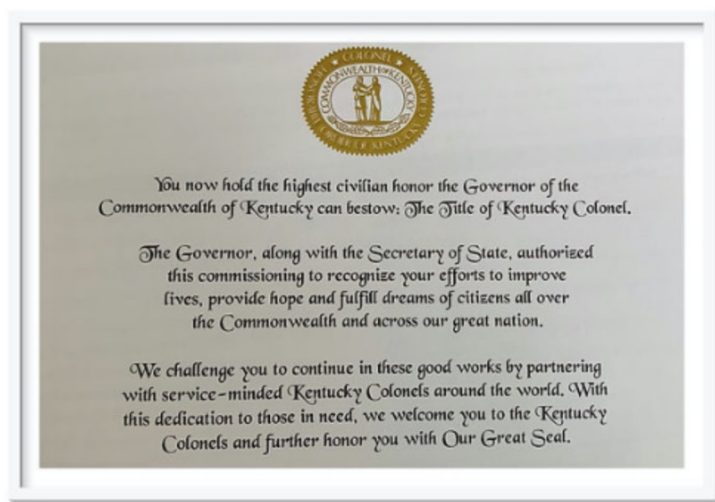 COLONEL
COMMONWEALTH OF KENTUCKY
You now hold the highest civilian honor the Governor of the
Commonwealth of Kentucky can bestow: The Title of Kentucky Colonel.
The Governor, along with the Secretary of State, authorized
this commissioning to recognize your efforts to improve
lives, provide hope and fulfill dreams of citizens all over
the Commonwealth and across our great nation.
We challenge you to continue in these good works by partnering
with service-minded Kentucky Colonels around the world. With
this dedication to those in need, we welcome you to the Kentucky
Colonels and further honor you with Our Great Seal.